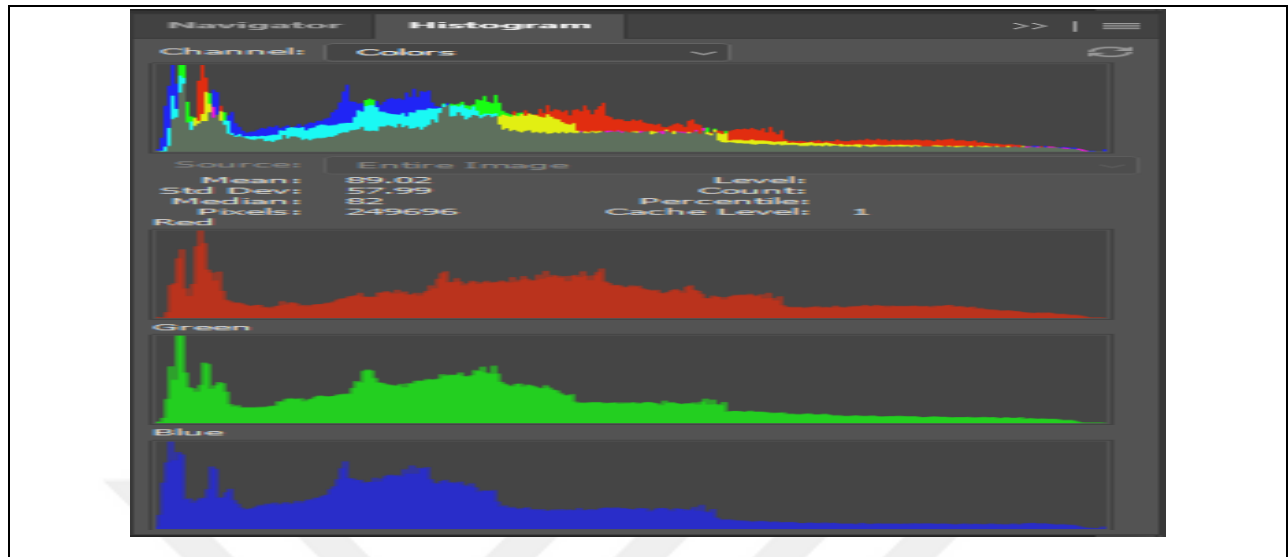 Navigator Histogram >> |
Channel: Colors
Source: Entire Image
Mean: 89.02 Level:
Std Dev: 57.99 Count:
Median: 82 Percentile:
Pixels: 249696 Cache Level: 1
Red
Green
Blue